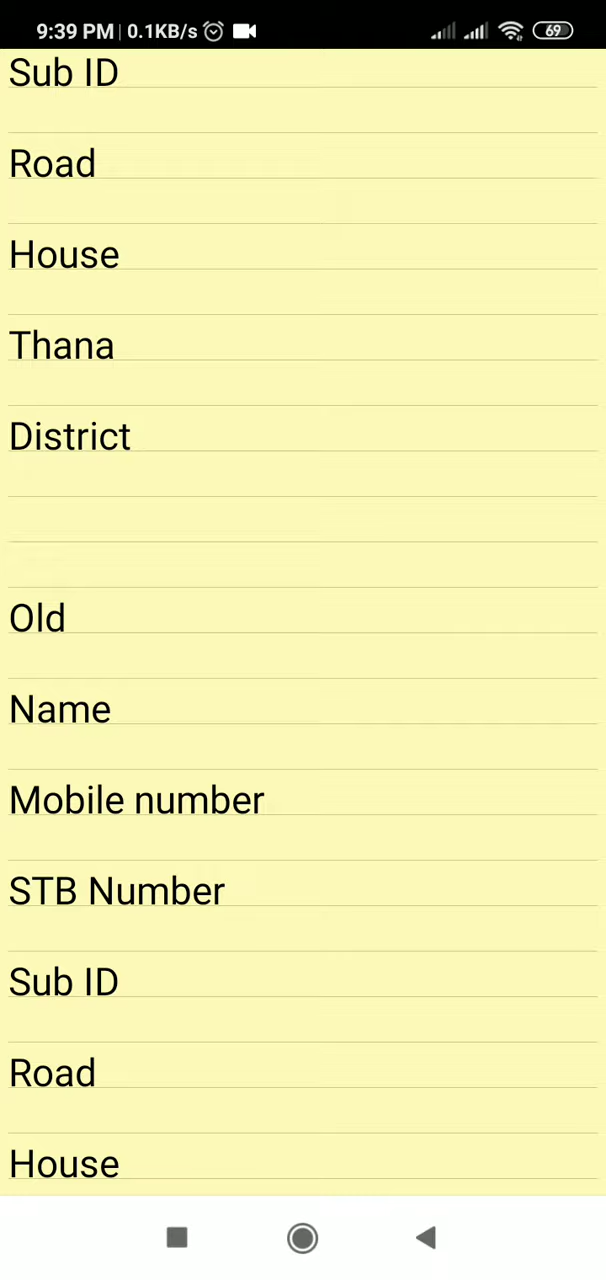 9:39 PM | 0.1KB/s 69
Sub ID
Road
House
Thana
District
Old
Name
Mobile number
STB Number
Sub ID
Road
House